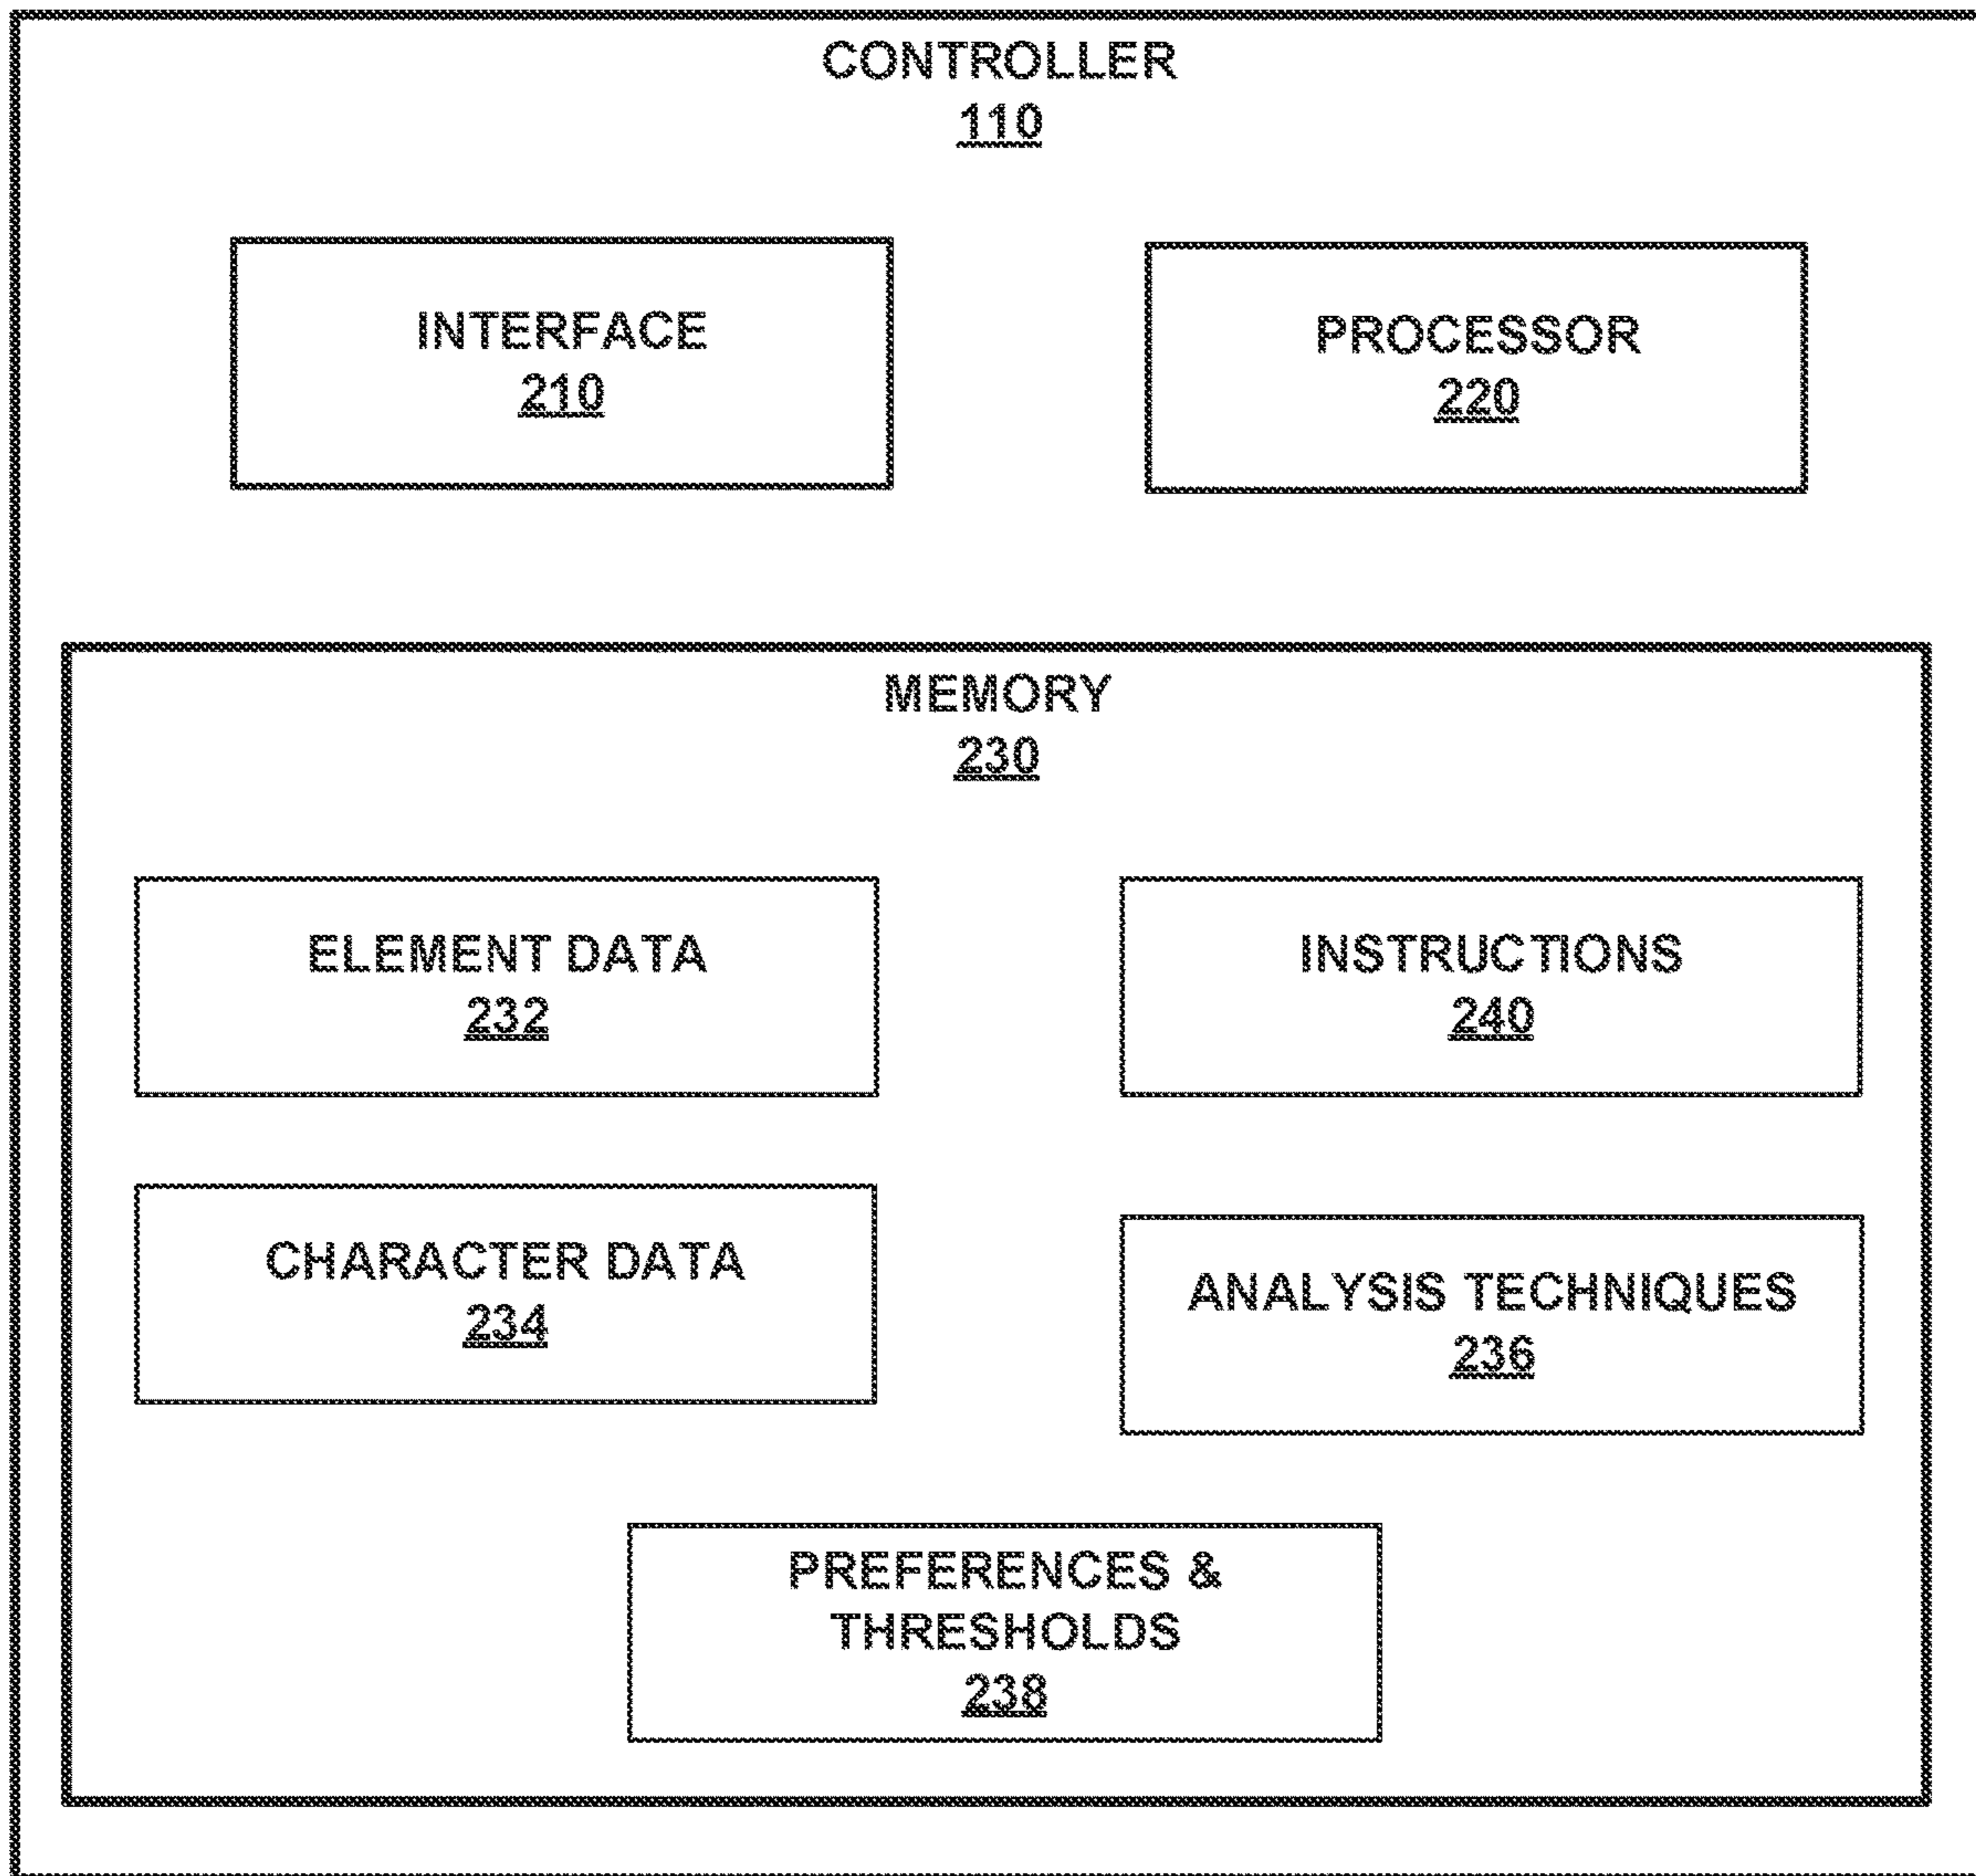 CONTROLLER
110
INTERFACE
210
PROCESSOR
220
MEMORY
230
ELEMENT DATA
232
INSTRUCTIONS
240
CHARACTER DATA
234
ANALYSIS TECHNIQUES
236
PREFERENCES &
THRESHOLDS
238